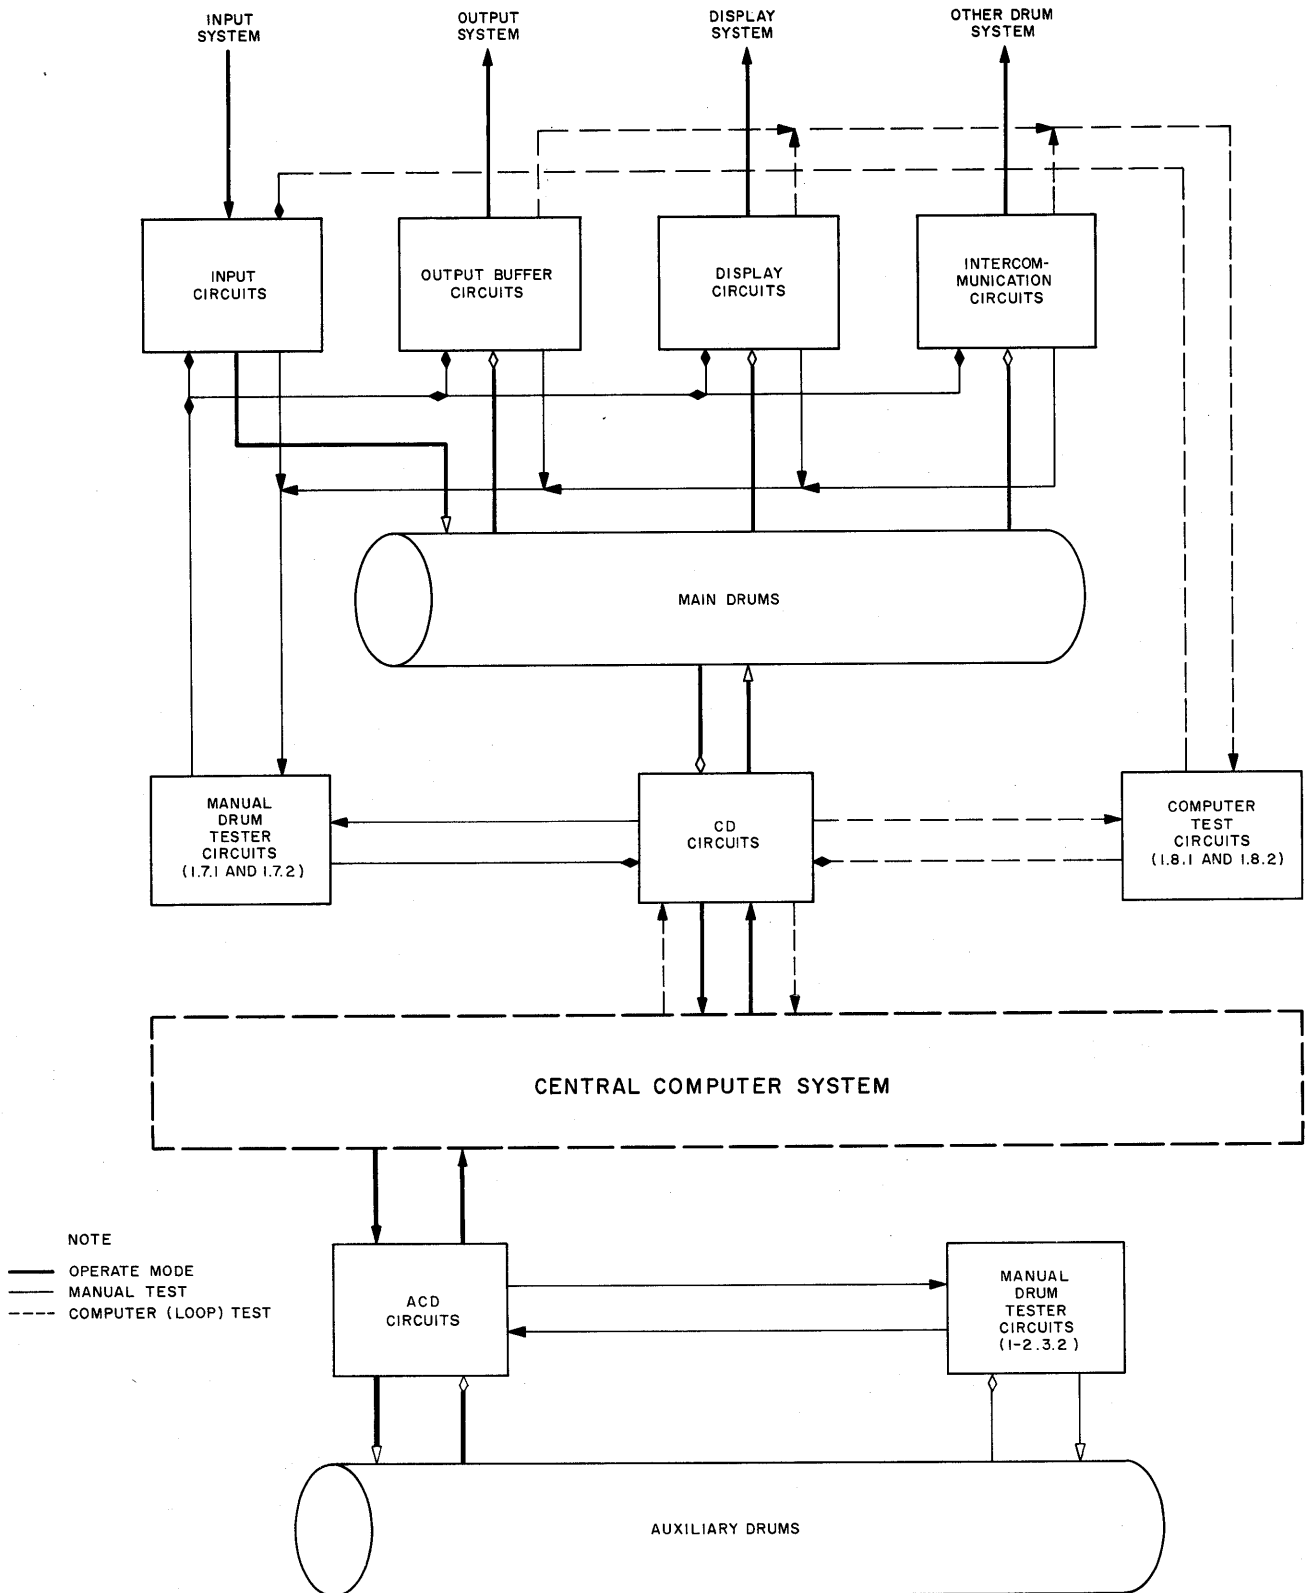 INPUT
SYSTEM
OUTPUT
SYSTEM
DISPLAY
SYSTEM
OTHER DRUM
SYSTEM
INPUT
CIRCUITS
OUTPUT BUFFER
CIRCUITS
DISPLAY
CIRCUITS
INTERCOM-
MUNICATION
CIRCUITS
MAIN DRUMS
MANUAL
DRUM
TESTER
CIRCUITS
(1.7.1 AND 1.7.2)
CD
CIRCUITS
COMPUTER
TEST
CIRCUITS
(1.8.1 AND 1.8.2)
CENTRAL COMPUTER SYSTEM
NOTE
OPERATE MODE
MANUAL TEST
COMPUTER (LOOP) TEST
ACD
CIRCUITS
MANUAL
DRUM
TESTER
CIRCUITS
(1-2.3.2)
AUXILIARY DRUMS